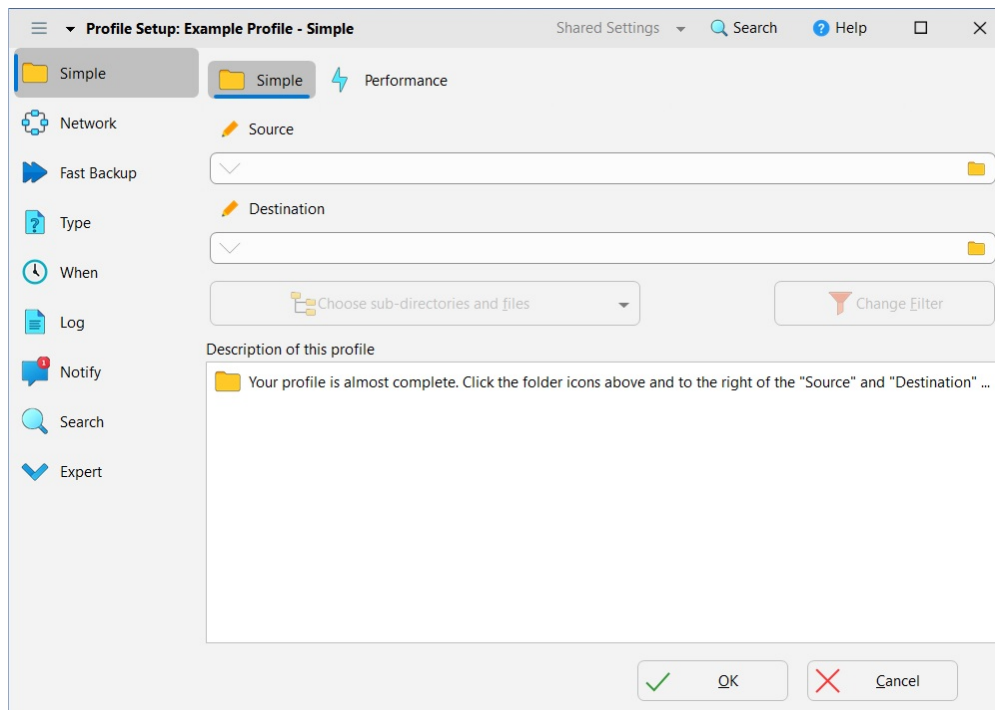 Profile Setup: Example Profile - Simple Shared Settings Search Help
Simple
Network
Fast Backup
Type
When
Log
1
Notify
Search
Expert
Simple Performance
Source
Destination
Choose sub-directories and files Change Filter
Description of this profile
Your profile is almost complete. Click the folder icons above and to the right of the "Source" and "Destination" ...
OK Cancel